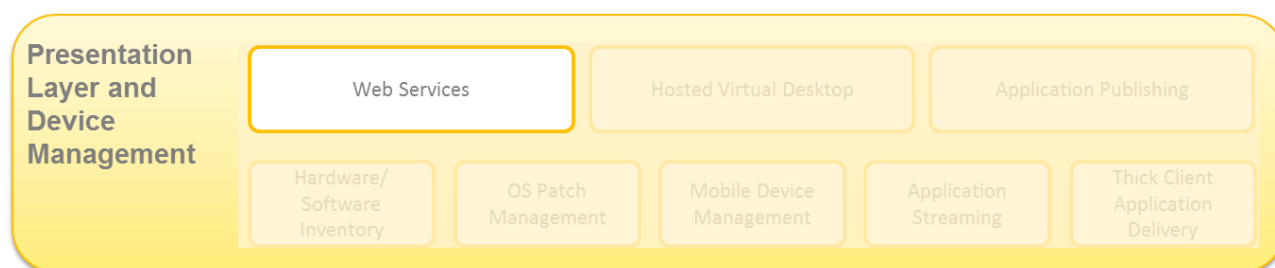 Presentation
Layer and
Device
Management
Web Services
Hosted Virtual Desktop
Application Publishing
Hardware/
Software
Inventory
OS Patch
Management
Mobile Device
Management
Application
Streaming
Thick Client
Application
Delivery